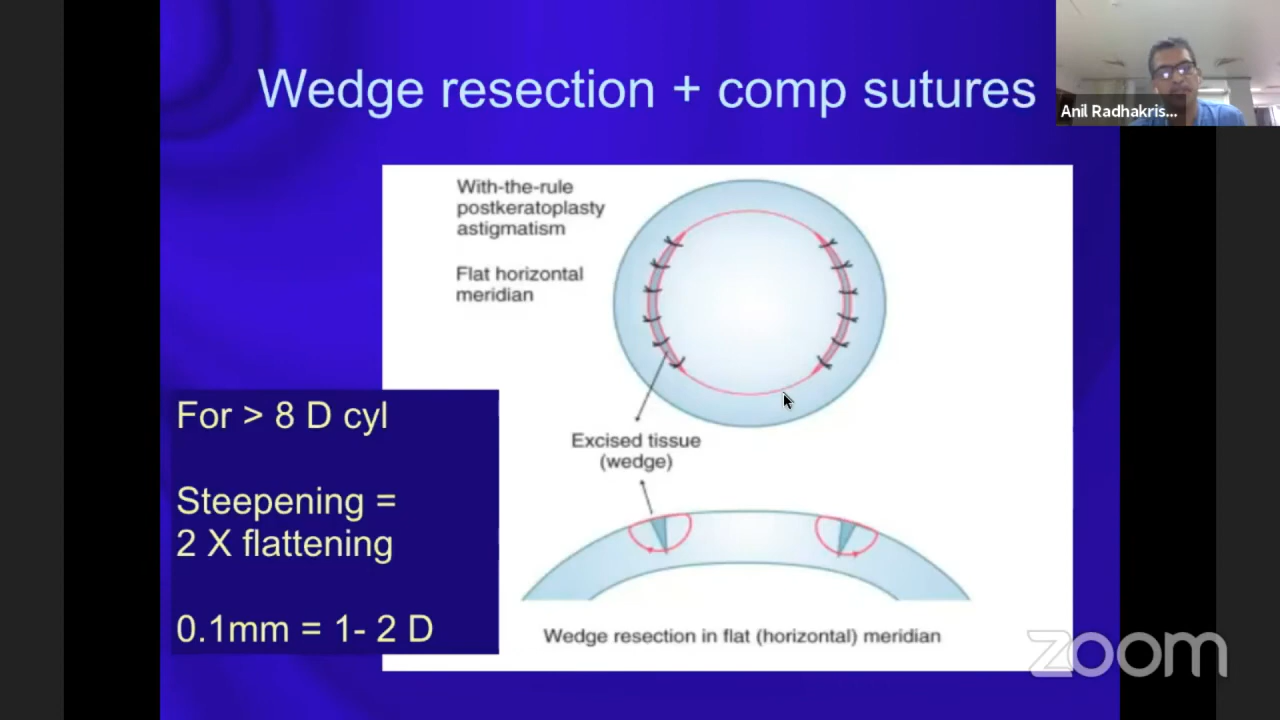 Wedge resection + comp sutures
Anil Radhakris...
With-the-rule
postkeratoplasty
astigmatism
Flat horizontal
meridian
For > 8 D cyl
Steepening =
2 X flattening
0.1mm = 1- 2 D
Excised tissue
(wedge)
Wedge resection in flat (horizontal) meridian
zoom